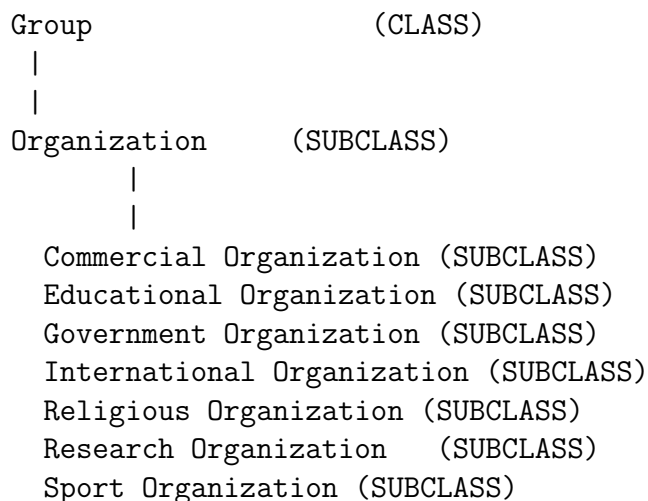 Group (CLASS)
|
|
Organization (SUBCLASS)
|
|
Commercial Organization (SUBCLASS)
Educational Organization (SUBCLASS)
Government Organization (SUBCLASS)
International Organization (SUBCLASS)
Religious Organization (SUBCLASS)
Research Organization (SUBCLASS)
Sport Organization (SUBCLASS)